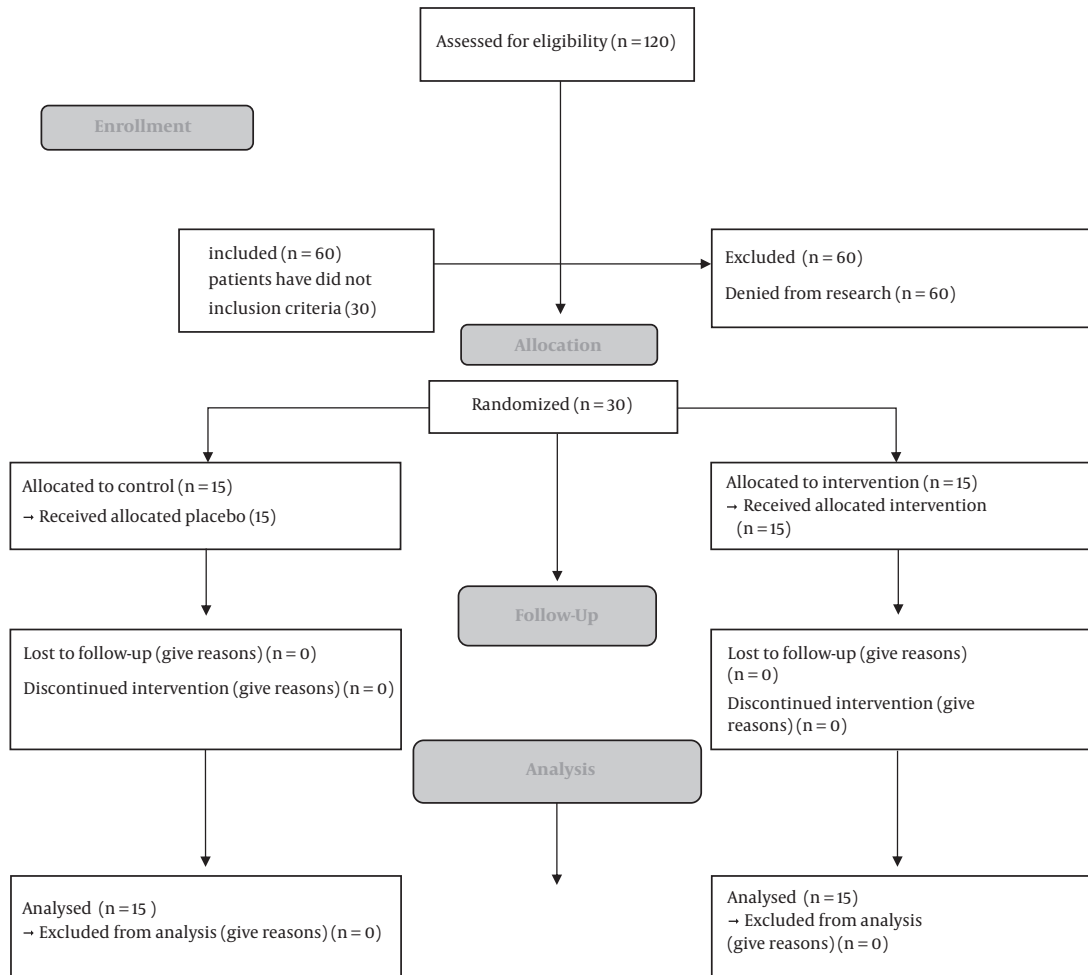 Assessed for eligibility (n = 120)
Enrollment
included (n = 60)
patients have did not
inclusion criteria (30)
Excluded (n = 60)
Denied from research (n = 60)
Allocation
Randomized (n = 30)
Allocated to control (n = 15)
→ Received allocated placebo (15)
Allocated to intervention (n = 15)
→ Received allocated intervention
(n = 15)
Follow-Up
Lost to follow-up (give reasons) (n = 0)
Discontinued intervention (give reasons) (n = 0)
Lost to follow-up (give reasons)
(n = 0)
Discontinued intervention (give
reasons) (n = 0)
Analysis
Analysed (n = 15 )
→ Excluded from analysis (give reasons) (n = 0)
Analysed (n = 15)
→ Excluded from analysis
(give reasons) (n = 0)